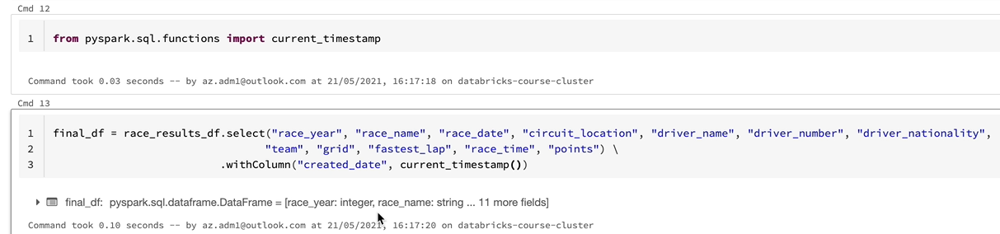 Cmd 12
1 from pyspark.sql.functions import current_timestamp
Command took 0.03 seconds -- by az.adm1@outlook.com at 21/05/2021, 16:17:18 on databricks-course-cluster
Cmd 13
1 final_df = race_results_df.select("race_year", "race_name", "race_date", "circuit_location", "driver_name", "driver_number", "driver_nationality",
2 "team", "grid", "fastest_lap", "race_time", "points") \
3 .withColumn("created_date", current_timestamp())
final_df: pyspark.sql.dataframe.DataFrame = [race_year: integer, race_name: string ... 11 more fields]
Command took 0.10 seconds -- by az.adm1@outlook.com at 21/05/2021, 16:17:20 on databricks-course-cluster